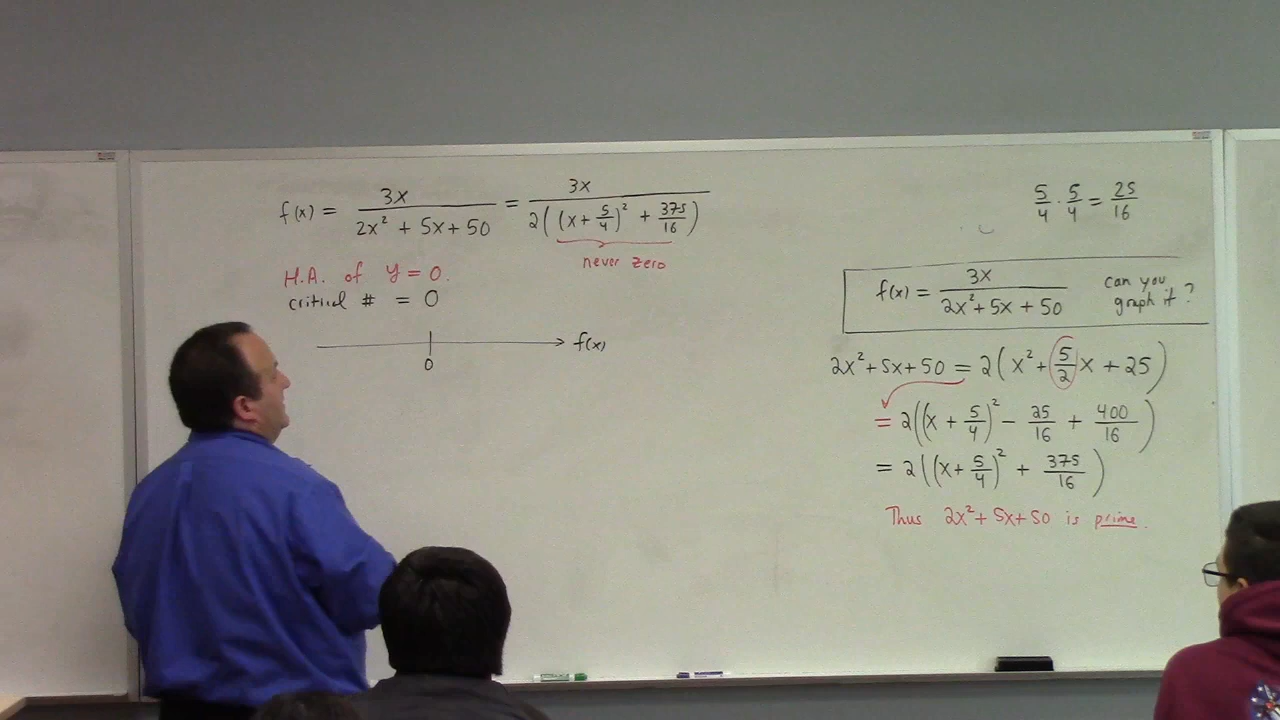 f(x) = 3x / (2x² + 5x + 50) = 3x / (2((x + 5/4)² + 375/16))
never zero
H.A. of y = 0.
critical # = 0
f(x)
0
5/4 · 5/4 = 25/16
f(x) = 3x / (2x² + 5x + 50) can you graph it?
2x² + 5x + 50 = 2(x² + 5/2 x + 25)
= 2((x + 5/4)² − 25/16 + 400/16)
= 2((x + 5/4)² + 375/16)
Thus 2x² + 5x + 50 is prime.